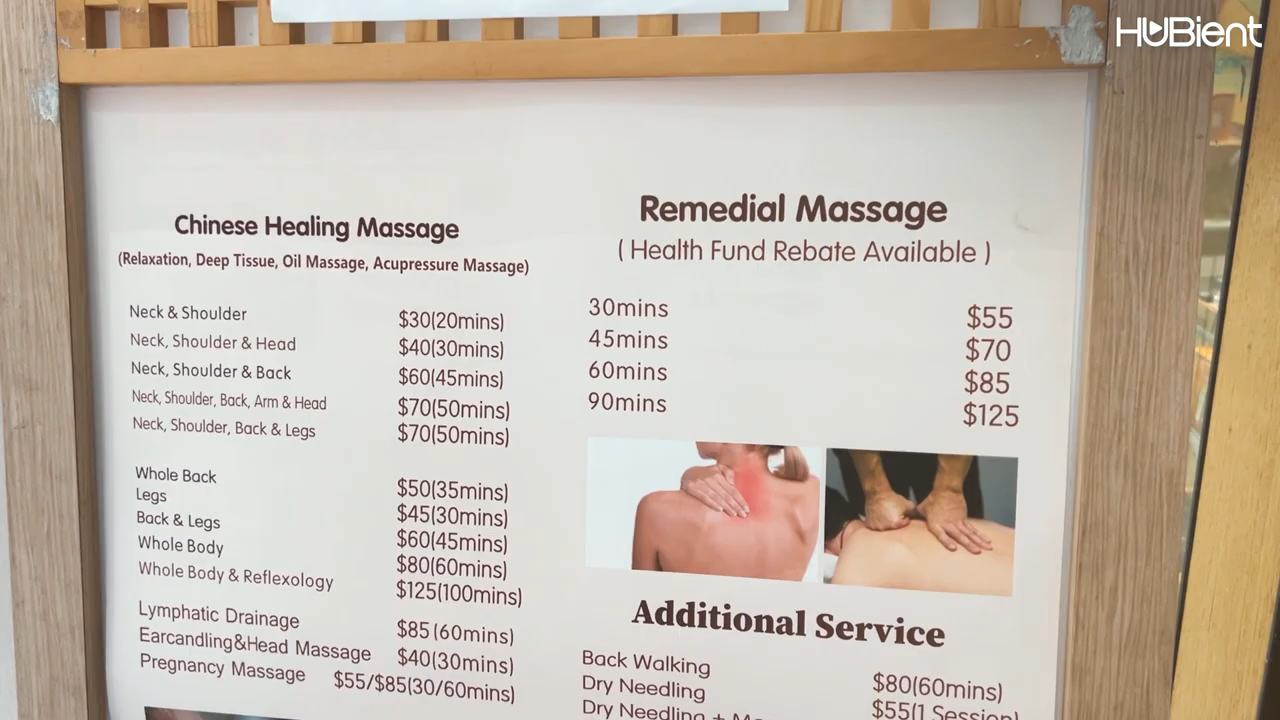 HUBient
Chinese Healing Massage
(Relaxation, Deep Tissue, Oil Massage, Acupressure Massage)
Neck & Shoulder $30(20mins)
Neck, Shoulder & Head $40(30mins)
Neck, Shoulder & Back $60(45mins)
Neck, Shoulder, Back, Arm & Head $70(50mins)
Neck, Shoulder, Back & Legs $70(50mins)
Whole Back $50(35mins)
Legs $45(30mins)
Back & Legs $60(45mins)
Whole Body $80(60mins)
Whole Body & Reflexology $125(100mins)
Lymphatic Drainage $85(60mins)
Earcandling&Head Massage $40(30mins)
Pregnancy Massage $55/$85(30/60mins)
Remedial Massage
( Health Fund Rebate Available )
30mins $55
45mins $70
60mins $85
90mins $125
Additional Service
Back Walking $80(60mins)
Dry Needling $55(1 Session)
Dry Needling +